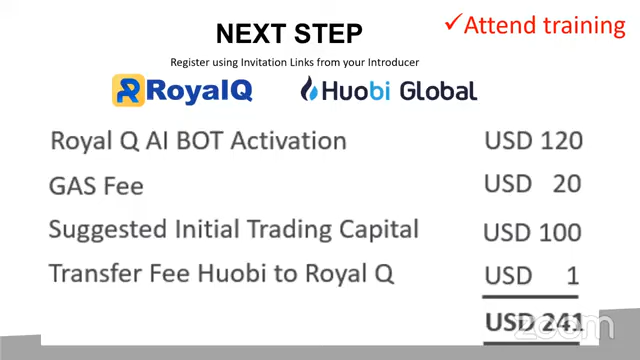 NEXT STEP
✓Attend training
Register using Invitation Links from your Introducer
RoyalQ
Huobi Global
Royal Q AI BOT Activation USD 120
GAS Fee USD 20
Suggested Initial Trading Capital USD 100
Transfer Fee Huobi to Royal Q USD 1
USD 241
zoom